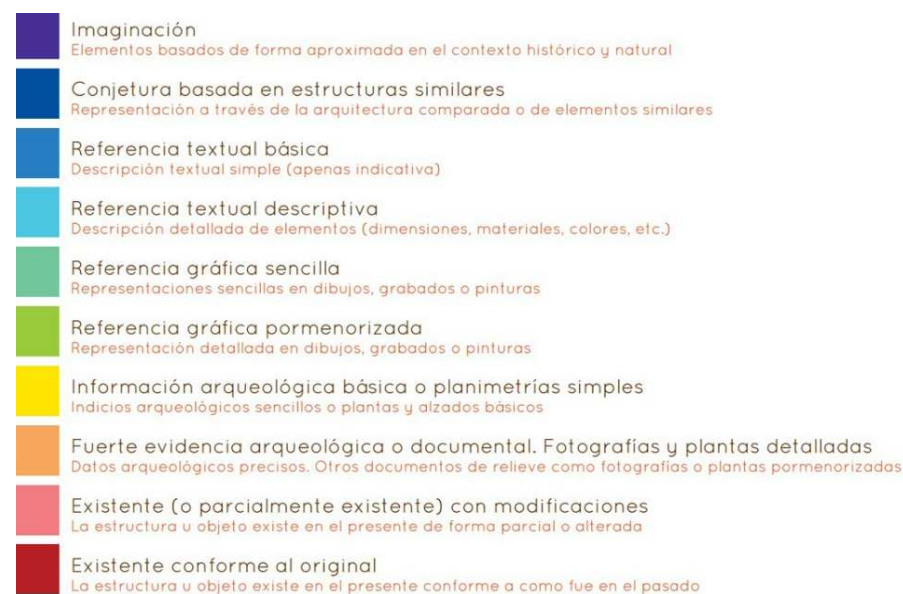 Imaginación
Elementos basados de forma aproximada en el contexto histórico y natural
Conjetura basada en estructuras similares
Representación a través de la arquitectura comparada o de elementos similares
Referencia textual básica
Descripción textual simple (apenas indicativa)
Referencia textual descriptiva
Descripción detallada de elementos (dimensiones, materiales, colores, etc.)
Referencia gráfica sencilla
Representaciones sencillas en dibujos, grabados o pinturas
Referencia gráfica pormenorizada
Representación detallada en dibujos, grabados o pinturas
Información arqueológica básica o planimetrías simples
Indicios arqueológicos sencillos o plantas y alzados básicos
Fuerte evidencia arqueológica o documental. Fotografías y plantas detalladas
Datos arqueológicos precisos. Otros documentos de relieve como fotografías o plantas pormenorizadas
Existente (o parcialmente existente) con modificaciones
La estructura u objeto existe en el presente de forma parcial o alterada
Existente conforme al original
La estructura u objeto existe en el presente conforme a como fue en el pasado